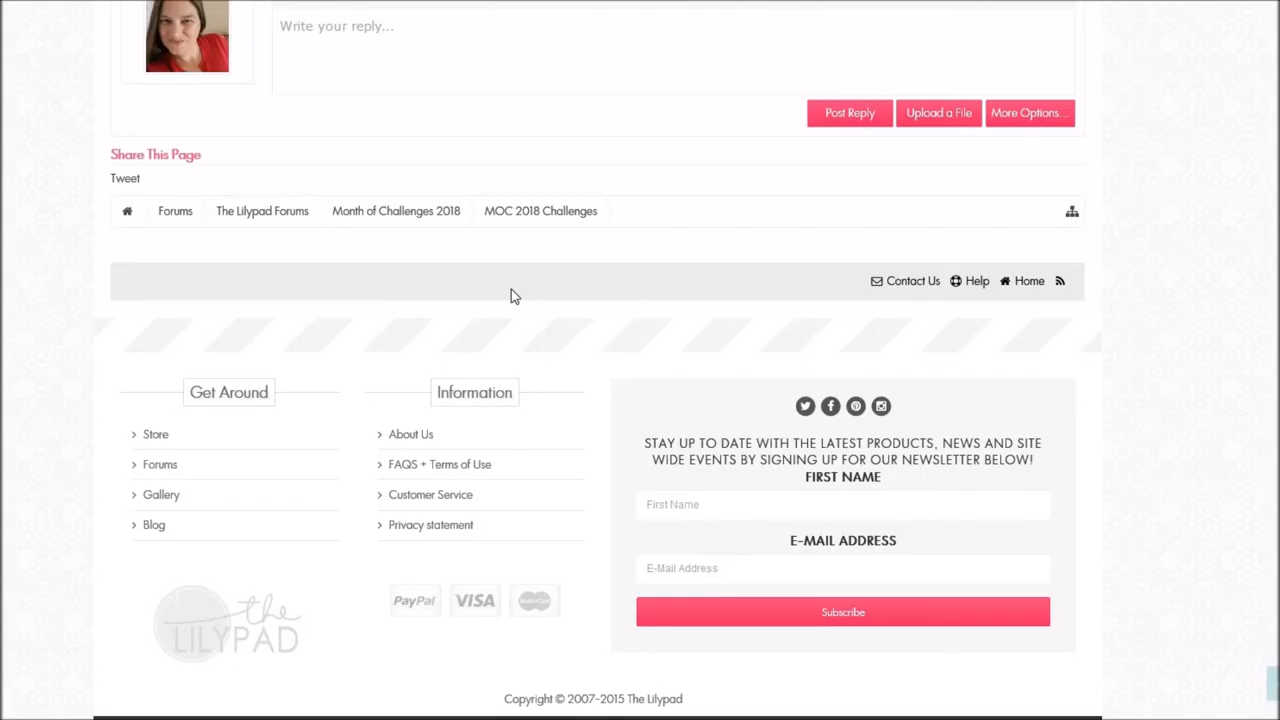 Write your reply...
Post Reply Upload a File More Options...
Share This Page
Tweet
Forums The Lilypad Forums Month of Challenges 2018 MOC 2018 Challenges
Contact Us Help Home
Get Around
Store
Forums
Gallery
Blog
Information
About Us
FAQS + Terms of Use
Customer Service
Privacy statement
STAY UP TO DATE WITH THE LATEST PRODUCTS, NEWS AND SITE
WIDE EVENTS BY SIGNING UP FOR OUR NEWSLETTER BELOW!
FIRST NAME
First Name
E-MAIL ADDRESS
E-Mail Address
Subscribe
the
LILYPAD
PayPal VISA MasterCard
Copyright © 2007-2015 The Lilypad